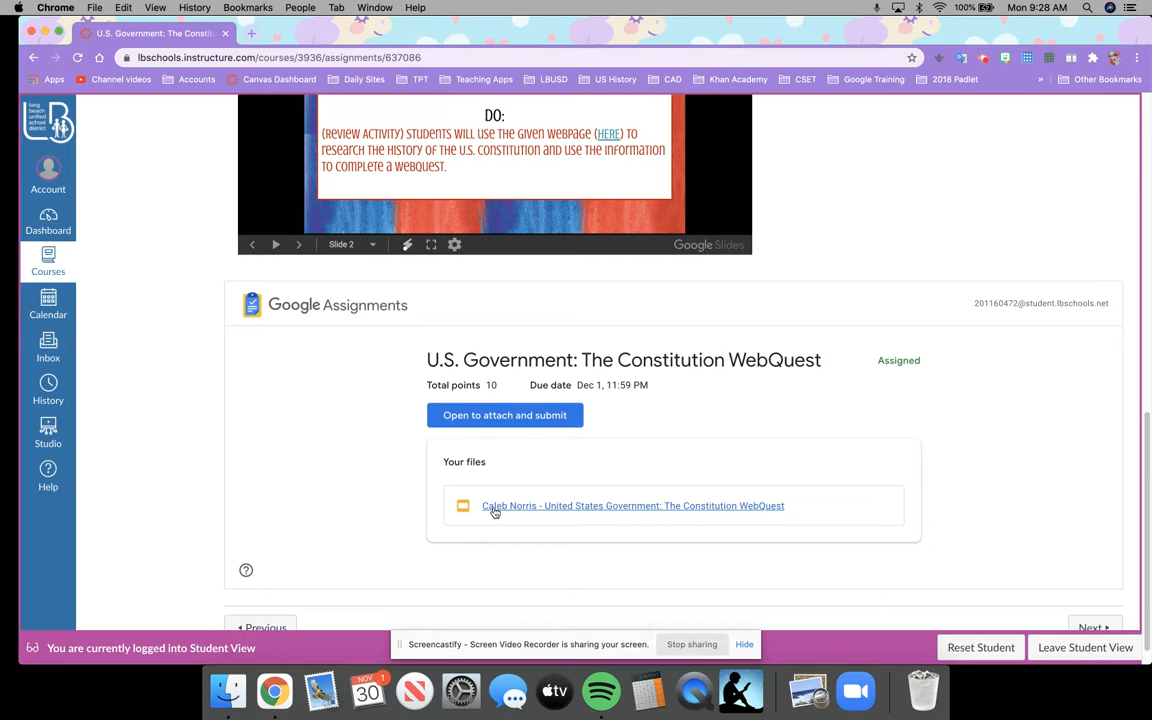 Chrome File Edit View History Bookmarks People Tab Window Help 100% Mon 9:28 AM
U.S. Government: The Constitu
lbschools.instructure.com/courses/3936/assignments/637086
Apps Channel videos Accounts Canvas Dashboard Daily Sites TPT Teaching Apps LBUSD US History CAD Khan Academy CSET Google Training 2018 Padlet » Other Bookmarks
long beach unified school district
Account
Dashboard
Courses
Calendar
Inbox
History
Studio
Help
DO:
(Review Activity) Students will use the given webpage (HERE) to
research the history of the U.S. Constitution and use the information
to complete a WebQuest.
Slide 2
Google Slides
Google Assignments
201160472@student.lbschools.net
U.S. Government: The Constitution WebQuest Assigned
Total points 10 Due date Dec 1, 11:59 PM
Open to attach and submit
Your files
Caleb Norris - United States Government: The Constitution WebQuest
Previous Next
You are currently logged into Student View
Screencastify - Screen Video Recorder is sharing your screen. Stop sharing Hide
Reset Student Leave Student View
NOV 30 1